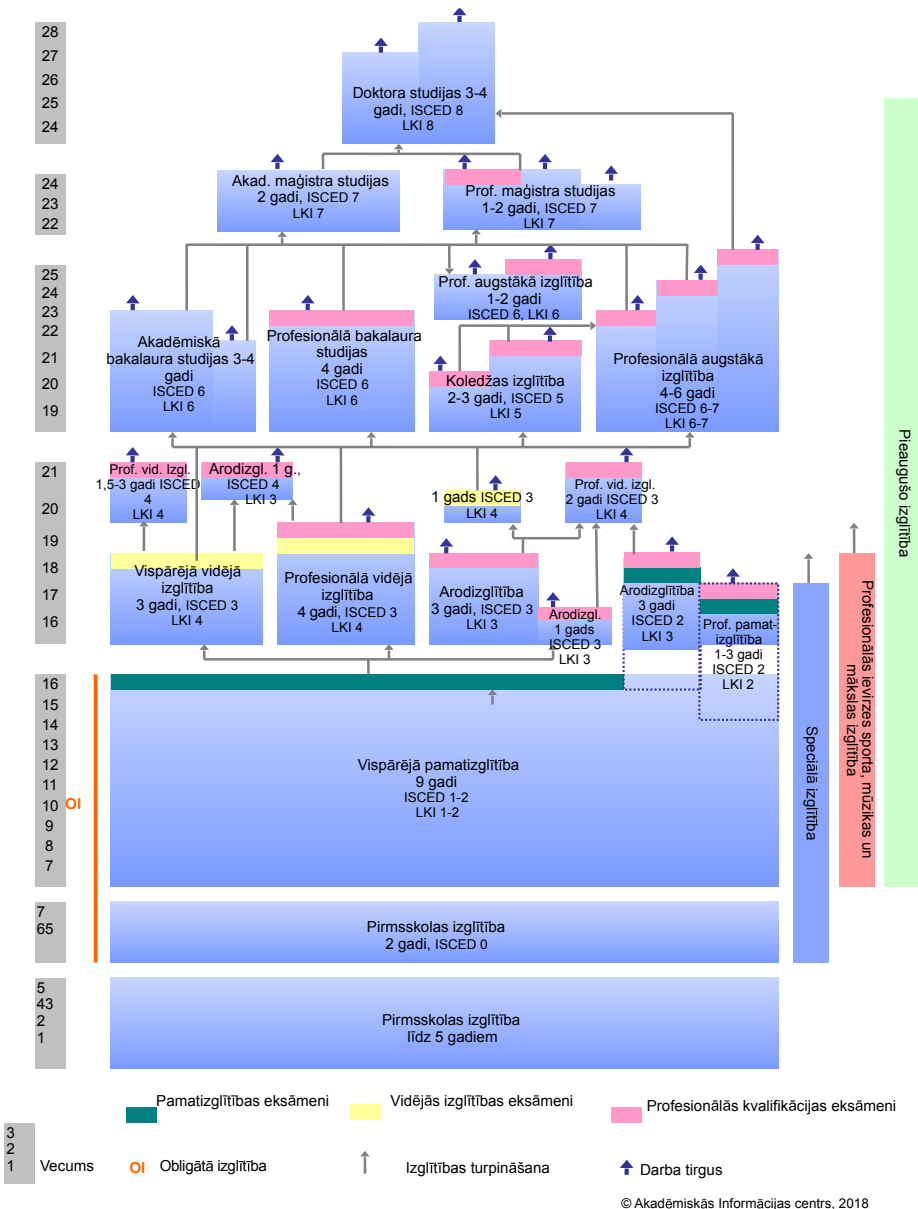 28
27
26
25
24
Doktora studijas 3-4
gadi, ISCED 8
LKI 8
24
23
22
Akad. maģistra studijas
2 gadi, ISCED 7
LKI 7
Prof. maģistra studijas
1-2 gadi, ISCED 7
LKI 7
25
24
23
22
21
20
19
Prof. augstākā izglītība
1-2 gadi
ISCED 6, LKI 6
Akadēmiskā
bakalaura studijas 3-4
gadi
ISCED 6
LKI 6
Profesionālā bakalaura
studijas
4 gadi
ISCED 6
LKI 6
Koledžas izglītība
2-3 gadi, ISCED 5
LKI 5
Profesionālā augstākā
izglītība
4-6 gadi
ISCED 6-7
LKI 6-7
21
20
19
18
17
16
Prof. vid. Izgl.
1,5-3 gadi ISCED
4
LKI 4
Arodizgl. 1 g.,
ISCED 4
LKI 3
1 gads ISCED 3
LKI 4
Prof. vid. izgl.
2 gadi ISCED 3
LKI 4
Vispārējā vidējā
izglītība
3 gadi, ISCED 3
LKI 4
Profesionālā vidējā
izglītība
4 gadi, ISCED 3
LKI 4
Arodizglītība
3 gadi, ISCED 3
LKI 3
Arodizgl.
1 gads
ISCED 3
LKI 3
Arodizglītība
3 gadi
ISCED 2
LKI 3
Prof. pamat-
izglītība
1-3 gadi
ISCED 2
LKI 2
16
15
14
13
12
11
10
9
8
7
OI
Vispārējā pamatizglītība
9 gadi
ISCED 1-2
LKI 1-2
7
65
Pirmsskolas izglītība
2 gadi, ISCED 0
5
43
2
1
Pirmsskolas izglītība
līdz 5 gadiem
Speciālā izglītība
Profesionālās ievirzes sporta, mūzikas un
mākslas izglītība
Pieaugušo izglītība
Pamatizglītības eksāmeni
Vidējās izglītības eksāmeni
Profesionālās kvalifikācijas eksāmeni
3
2
1
Vecums
OI Obligātā izglītība
Izglītības turpināšana
Darba tirgus
© Akadēmiskās Informācijas centrs, 2018